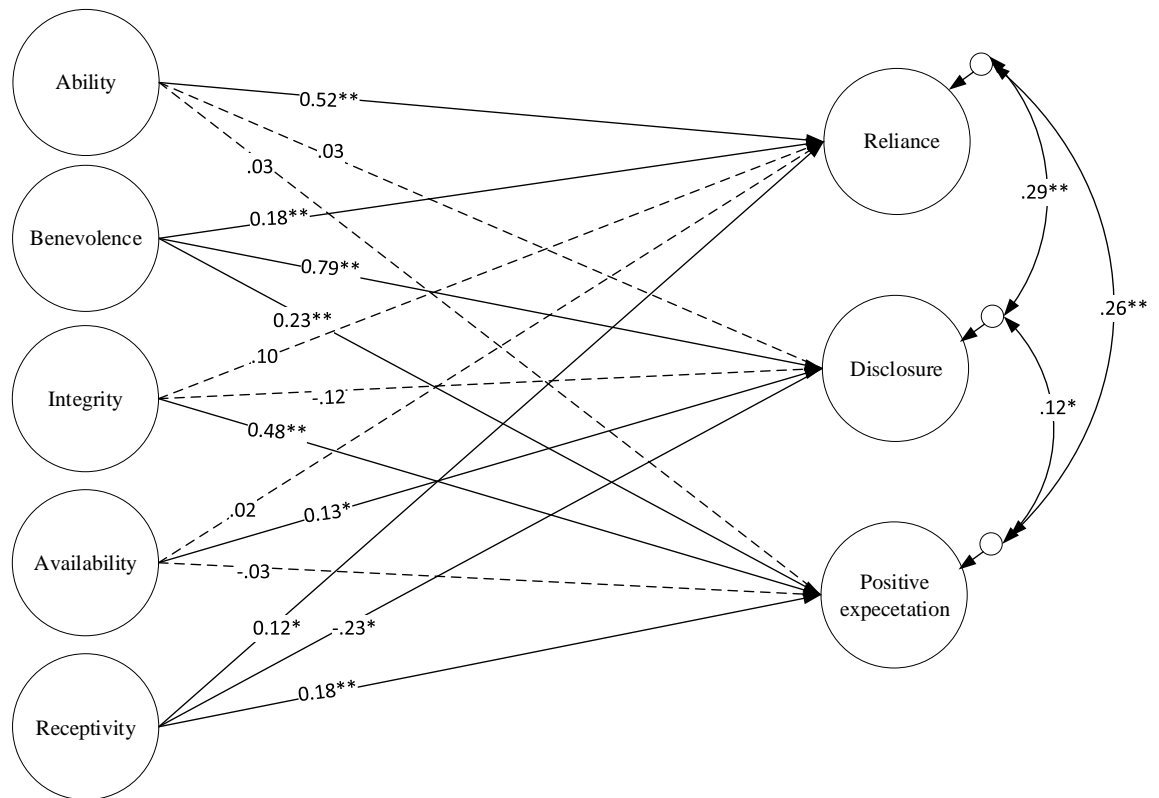 Ability
0.52**
.03
.03
Reliance
Benevolence
0.18**
0.79**
0.23**
.29**
.26**
Integrity
.10
-.12
0.48**
Disclosure
.12*
Availability
.02
0.13*
-.03
Positive
expecetation
Receptivity
0.12*
-.23*
0.18**